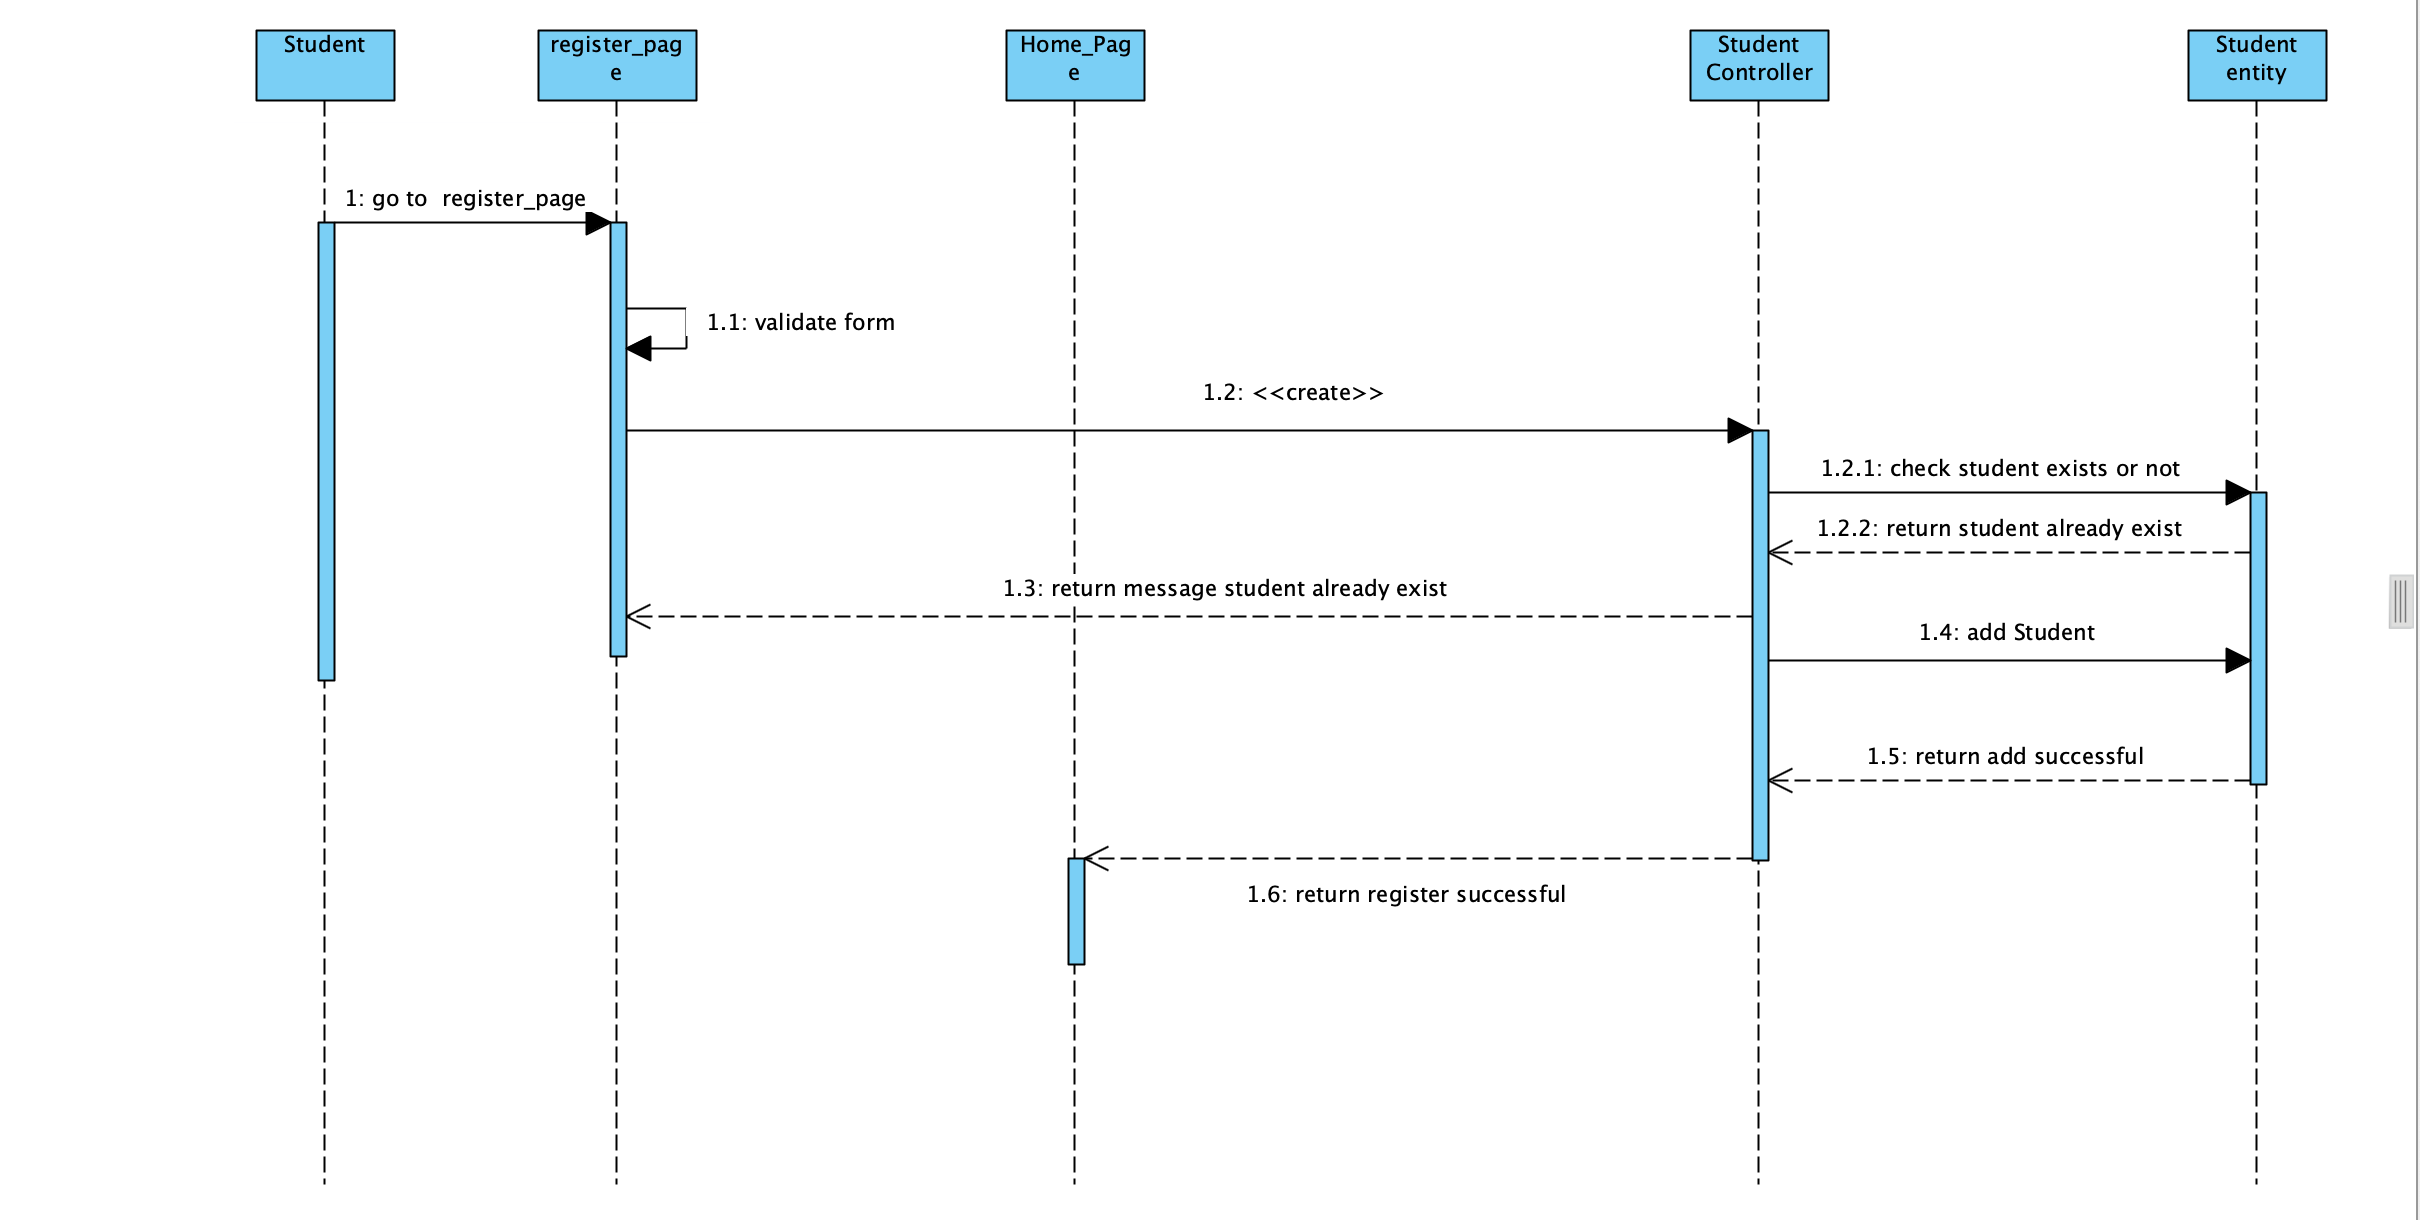 Student
register_pag
e
Home_Pag
e
Student
Controller
Student
entity
1: go to  register_page
1.1: validate form
1.2: <<create>>
1.2.1: check student exists or not
1.2.2: return student already exist
1.3: return message student already exist
1.4: add Student
1.5: return add successful
1.6: return register successful